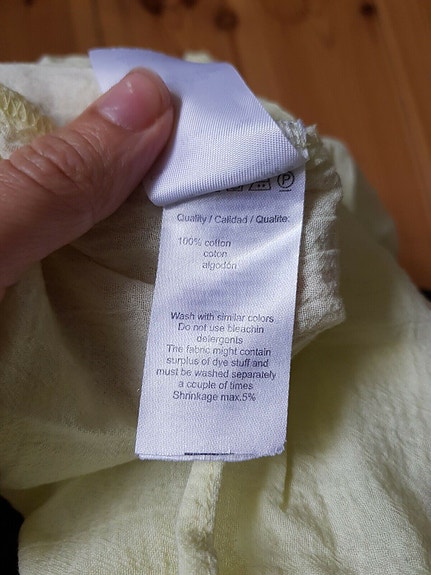 P
Quality / Calidad / Qualite:
100% cotton
coton
algodón
Wash with similar colors
Do not use bleachin
detergents
The fabric might contain
surplus of dye stuff and
must be washed separately
a couple of times
Shrinkage max.5%